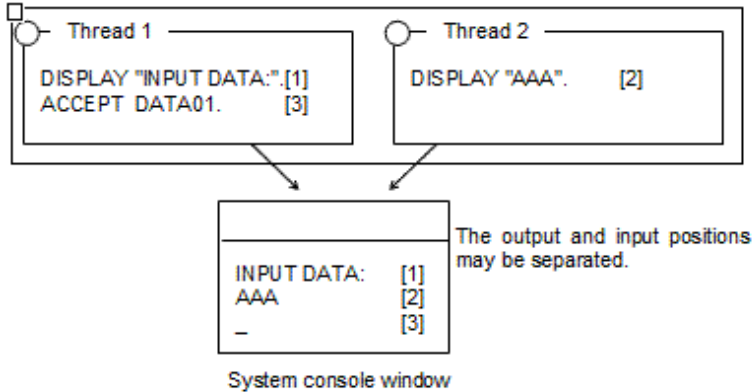 Thread 1
DISPLAY "INPUT DATA:".[1]
ACCEPT DATA01. [3]
Thread 2
DISPLAY "AAA". [2]
INPUT DATA: [1]
AAA [2]
_ [3]
The output and input positions
may be separated.
System console window